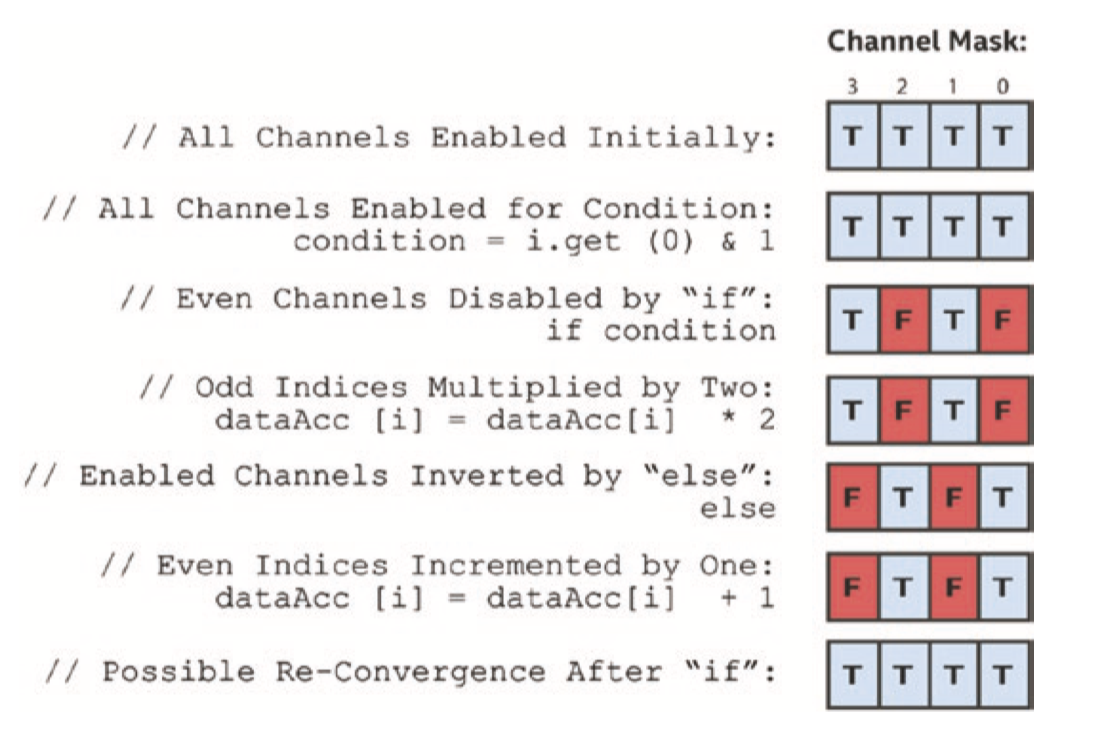 Channel Mask:
3 2 1 0
// All Channels Enabled Initially:
T T T T
// All Channels Enabled for Condition:
condition = i.get (0) & 1
T T T T
// Even Channels Disabled by “if”:
if condition
T F T F
// Odd Indices Multiplied by Two:
dataAcc [i] = dataAcc[i] * 2
T F T F
// Enabled Channels Inverted by “else”:
else
F T F T
// Even Indices Incremented by One:
dataAcc [i] = dataAcc[i] + 1
F T F T
// Possible Re-Convergence After “if”:
T T T T